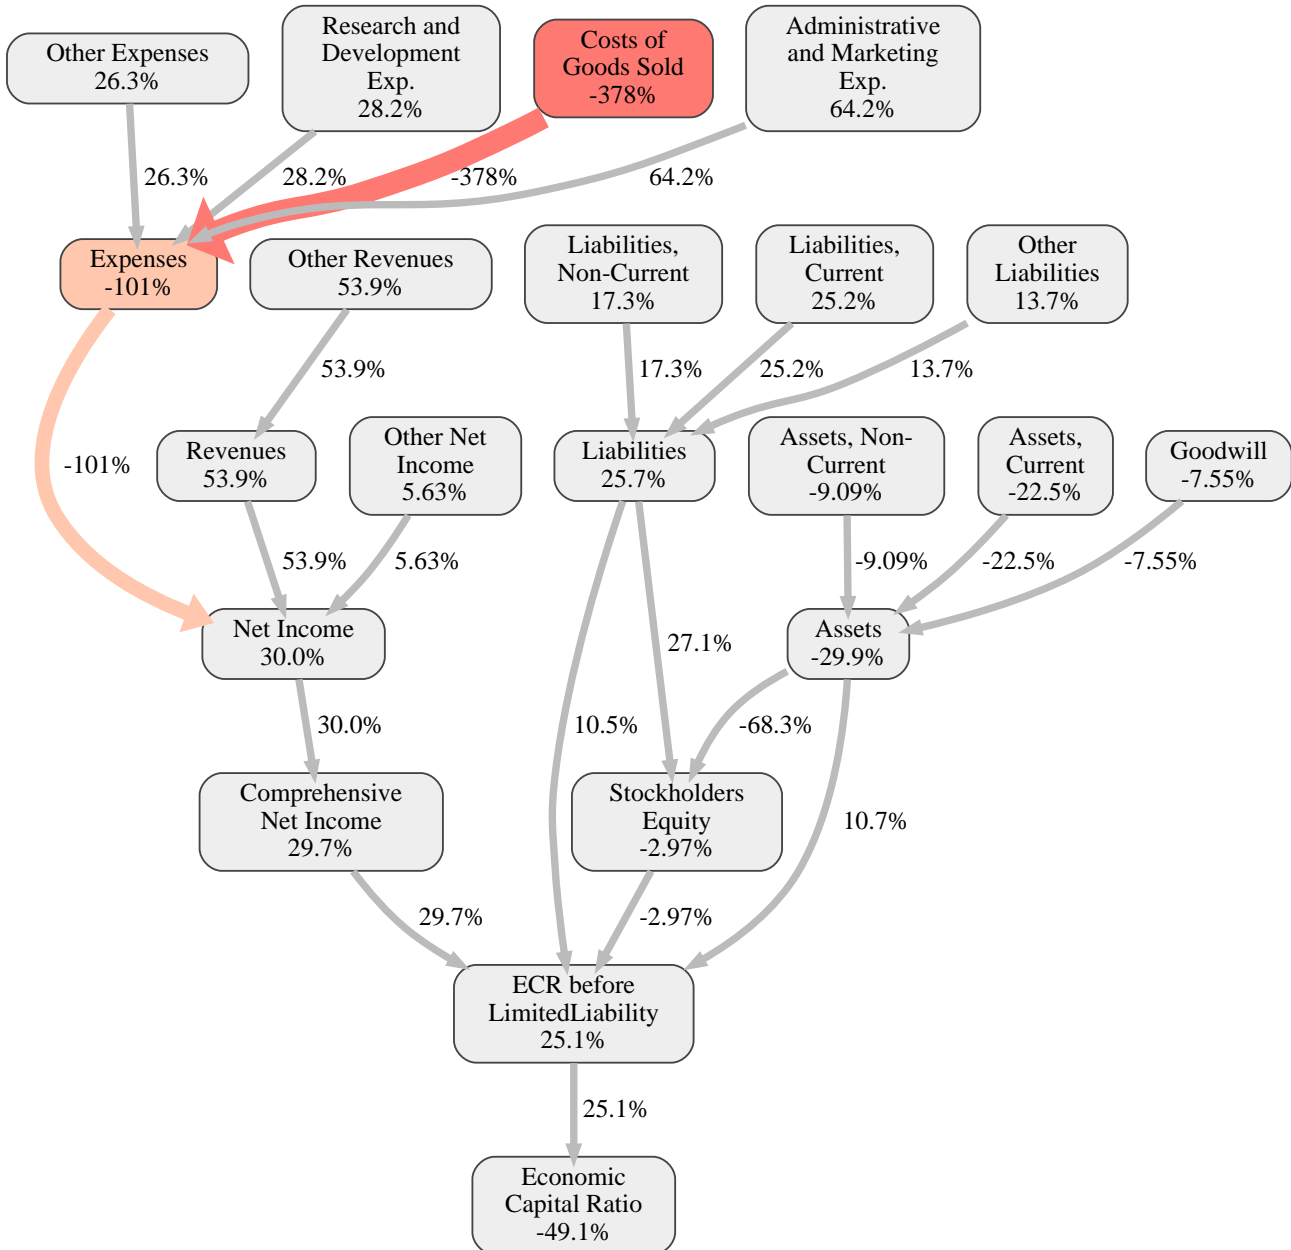 Other Expenses
26.3%
Research and
Development
Exp.
28.2%
Costs of
Goods Sold
-378%
Administrative
and Marketing
Exp.
64.2%
26.3%
28.2%
-378%
64.2%
Expenses
-101%
Other Revenues
53.9%
Liabilities,
Non-Current
17.3%
Liabilities,
Current
25.2%
Other
Liabilities
13.7%
53.9%
17.3%
25.2%
13.7%
-101%
Revenues
53.9%
Other Net
Income
5.63%
Liabilities
25.7%
Assets, Non-
Current
-9.09%
Assets,
Current
-22.5%
Goodwill
-7.55%
53.9%
5.63%
-9.09%
-22.5%
-7.55%
Net Income
30.0%
27.1%
Assets
-29.9%
30.0%
10.5%
-68.3%
10.7%
Comprehensive
Net Income
29.7%
Stockholders
Equity
-2.97%
29.7%
-2.97%
ECR before
LimitedLiability
25.1%
25.1%
Economic
Capital Ratio
-49.1%